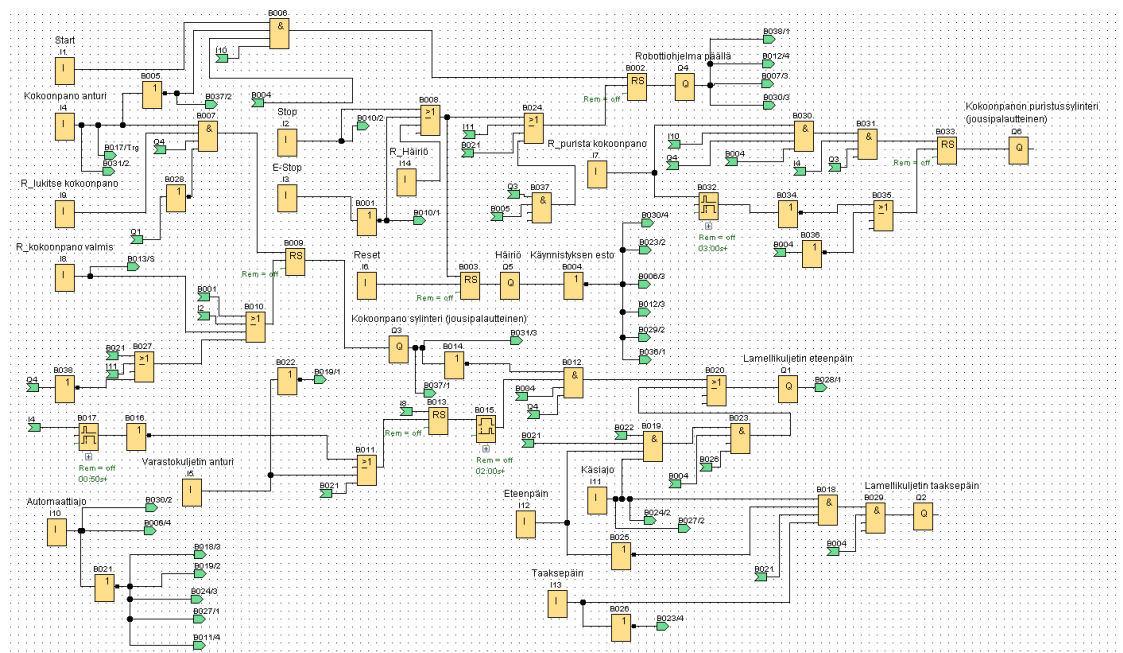 B006
&
Start
I1
I
I10
B038/1
Robottiohjelma päällä
Q4
Q
B012/4
B007/3
B030/3
B002
RS
Rem = off
B005
1
B037/2
B004
Kokoonpano anturi
I4
I
B007
&
B017/Trg
B031/2
Q4
Stop
I2
I
B010/2
B008
>1
I11
B021
B024
>1
Kokoonpanon puristussylinteri
(jousipalautteinen)
Q6
Q
B030
&
B031
&
B033
RS
Rem = off
I10
Q4
B004
I4
Q3
R_purista kokoonpano
I7
I
R_Häiriö
I14
I
E-Stop
I3
I
B001
1
B010/1
Q3
B005
B037
&
B032
Rem = off
03:00s+
B034
1
B035
>1
B004
B036
1
R_lukitse kokoonpano
I9
I
B028
1
Q1
R_kokoonpano valmis
I8
I
B013/S
B009
RS
Rem = off
Reset
I6
I
B003
RS
Rem = off
Häiriö
Q5
Q
Käynnistyksen esto
B004
1
B030/4
B023/2
B006/3
B012/3
B029/2
B036/1
B001
I2
B010
>1
B021
I11
B027
>1
Q4
B038
1
Kokoonpano sylinteri (jousipalautteinen)
Q3
Q
B031/3
B014
1
B037/1
B022
1
B019/1
B012
&
B004
Q4
Lamellikuljetin eteenpäin
B020
>1
Q1
Q
B028/1
I4
B017
Rem = off
00:50s+
B016
1
I8
B013
RS
Rem = off
B015
Rem = off
02:00s+
B011
>1
B021
Varastokuljetin anturi
I5
I
B022
B021
B019
&
B023
&
B026
B004
Käsiajo
I11
I
B024/2
B027/2
Eteenpäin
I12
I
B025
1
B018
&
B021
Lamellikuljetin taaksepäin
B029
&
Q2
Q
B004
Automaattiajo
I10
I
B030/2
B006/4
B021
1
B018/3
B019/2
B024/3
B027/1
B011/4
Taaksepäin
I13
I
B026
1
B023/4